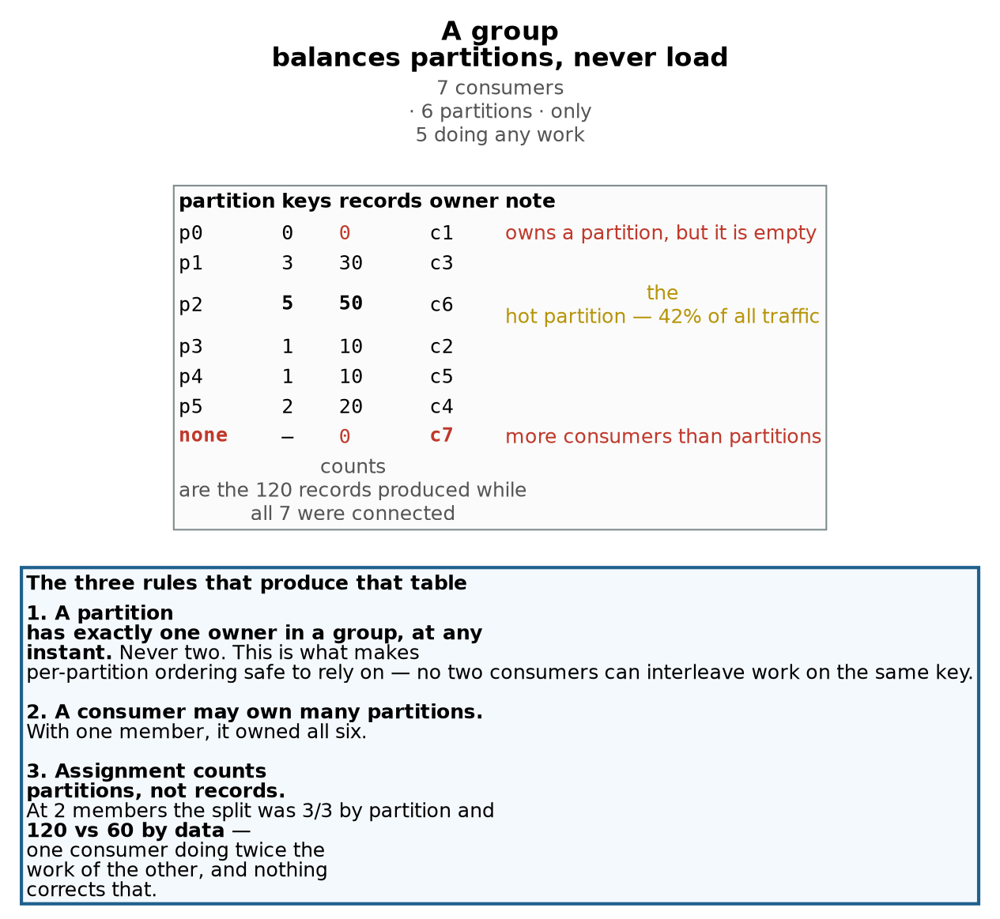 A group
balances partitions, never load
7 consumers
· 6 partitions · only
5 doing any work
partition keys records owner note
p0 0 0 c1 owns a partition, but it is empty
p1 3 30 c3
p2 5 50 c6 the
hot partition — 42% of all traffic
p3 1 10 c2
p4 1 10 c5
p5 2 20 c4
none — 0 c7 more consumers than partitions
counts
are the 120 records produced while
all 7 were connected
The three rules that produce that table
1. A partition
has exactly one owner in a group, at any
instant. Never two. This is what makes
per-partition ordering safe to rely on — no two consumers can interleave work on the same key.
2. A consumer may own many partitions.
With one member, it owned all six.
3. Assignment counts
partitions, not records.
At 2 members the split was 3/3 by partition and
120 vs 60 by data —
one consumer doing twice the
work of the other, and nothing
corrects that.